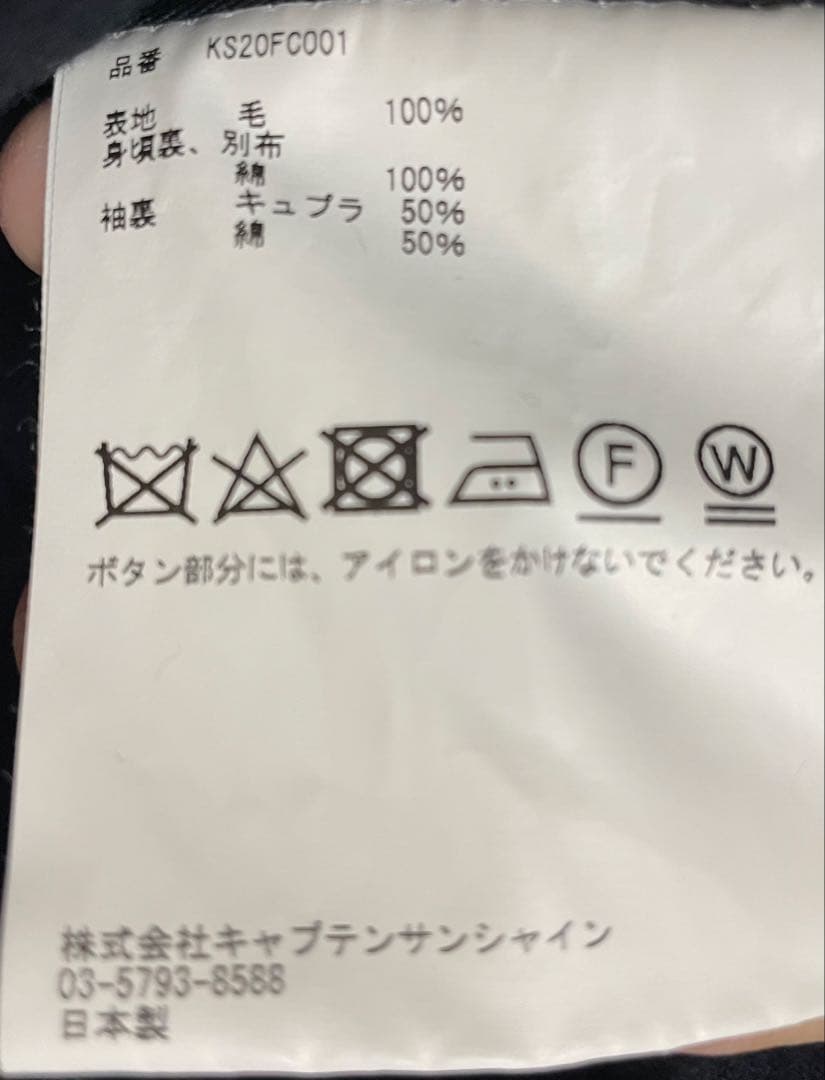 品番 KS20FC001
表地 毛 100%
身頃裏、別布
綿 100%
袖裏 キュプラ 50%
綿 50%
F W
ボタン部分には、アイロンをかけないでください。
株式会社キャプテンサンシャイン
03-5793-8588
日本製